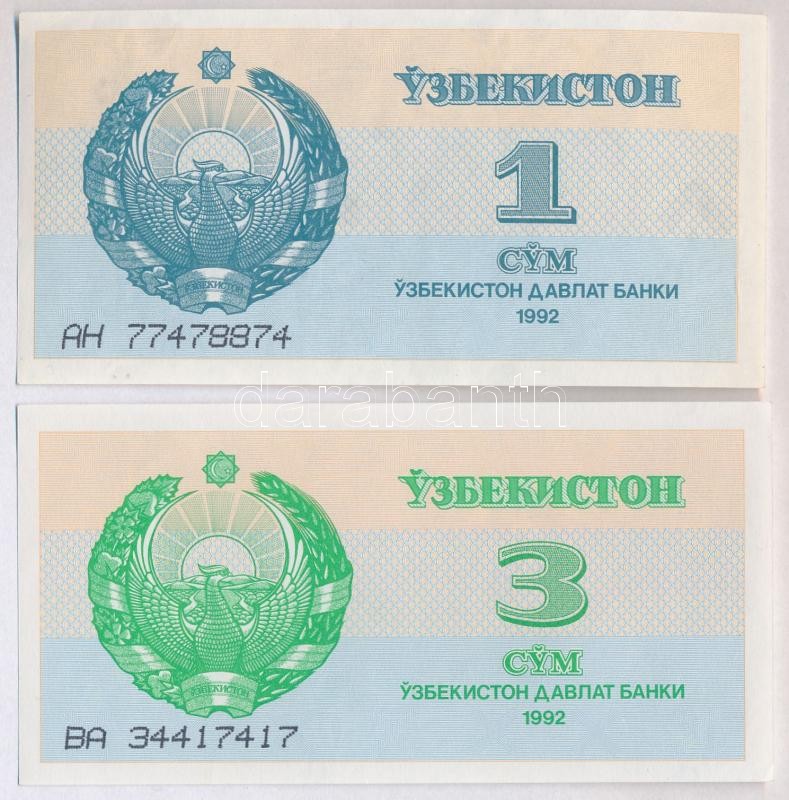 ЎЗБЕКИСТОН
1
СЎМ
ЎЗБЕКИСТОН
ЎЗБЕКИСТОН ДАВЛАТ БАНКИ
1992
АН 77478874
darabanth
ЎЗБЕКИСТОН
3
СЎМ
ЎЗБЕКИСТОН
ЎЗБЕКИСТОН ДАВЛАТ БАНКИ
1992
ВА 34417417